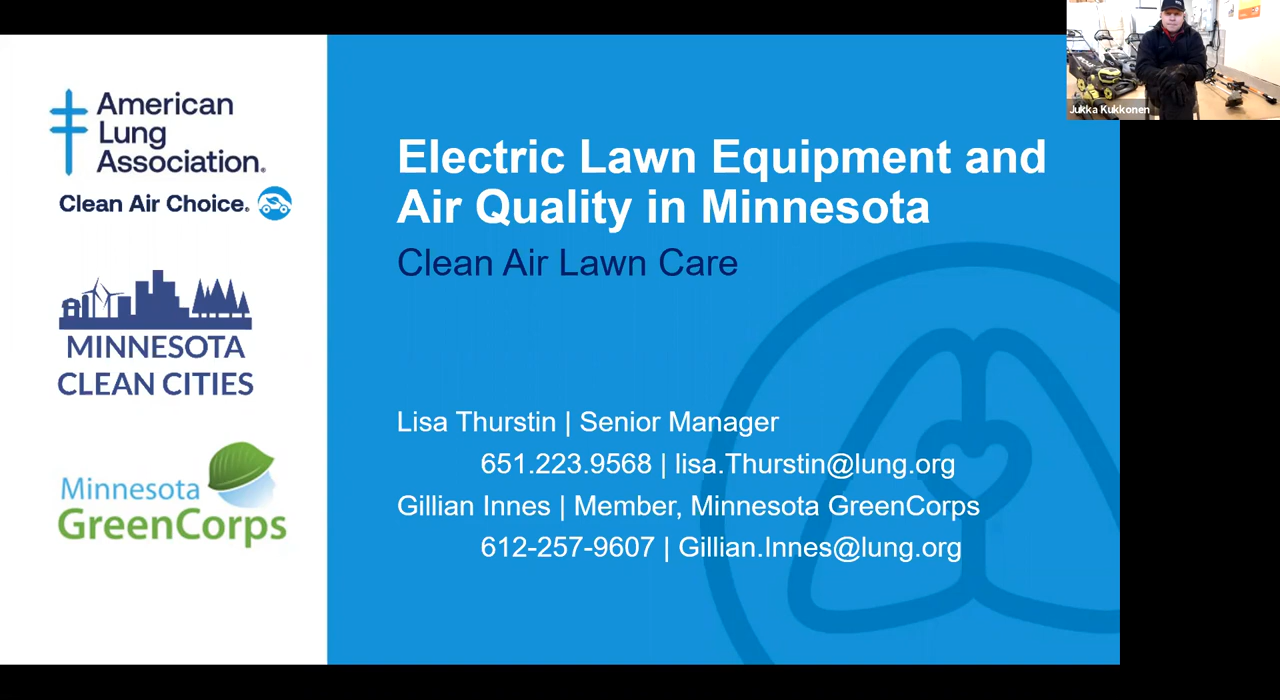 American
Lung
Association®
Clean Air Choice®
MINNESOTA
CLEAN CITIES
Minnesota
GreenCorps
Electric Lawn Equipment and
Air Quality in Minnesota
Clean Air Lawn Care
Lisa Thurstin | Senior Manager
651.223.9568 | lisa.Thurstin@lung.org
Gillian Innes | Member, Minnesota GreenCorps
612-257-9607 | Gillian.Innes@lung.org
Jukka Kukkonen